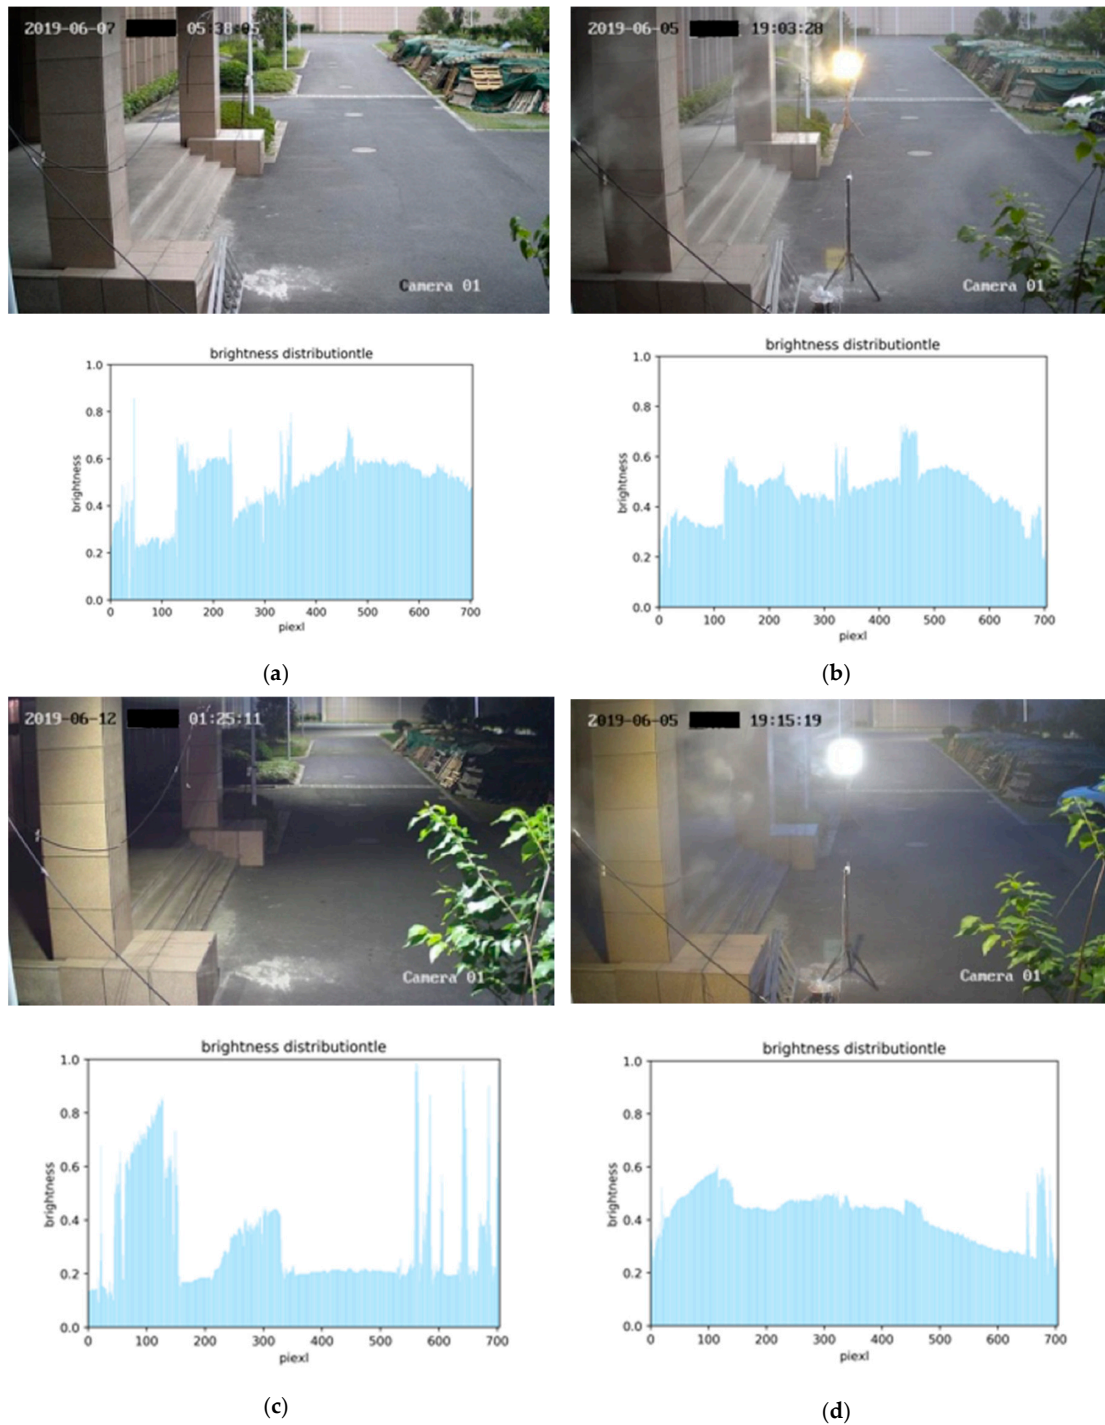 2019-06-07 05:38:05
Camera 01
2019-06-05 19:03:28
Camera 01
brightness distributiontle
1.0
0.8
0.6
0.4
0.2
0.0
brightness
0 100 200 300 400 500 600 700
piexl
(a)
brightness distributiontle
1.0
0.8
0.6
0.4
0.2
0.0
brightness
0 100 200 300 400 500 600 700
piexl
(b)
2019-06-12 01:25:11
Camera 01
2019-06-05 19:15:19
Camera 01
brightness distributiontle
1.0
0.8
0.6
0.4
0.2
0.0
brightness
0 100 200 300 400 500 600 700
piexl
(c)
brightness distributiontle
1.0
0.8
0.6
0.4
0.2
0.0
brightness
0 100 200 300 400 500 600 700
piexl
(d)